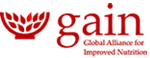 gain
Global Alliance for
Improved Nutrition